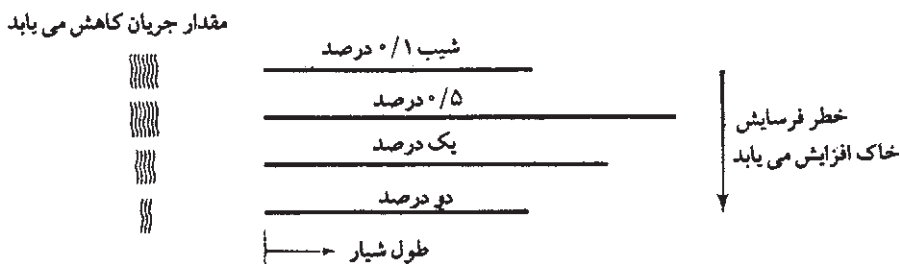 مقدار جریان کاهش می یابد
شیب ۰/۱ درصد
۰/۵ درصد
خطر فرسایش
یک درصد
خاک افزایش می یابد
دو درصد
طول شیار